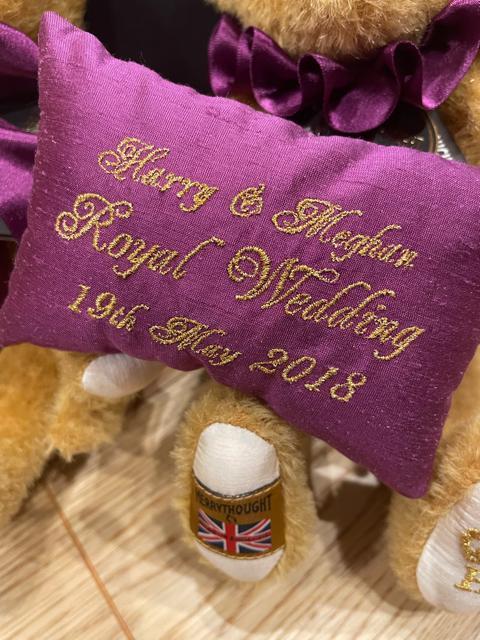 Harry & Meghan
Royal Wedding
19th May 2018
MERRYTHOUGHT